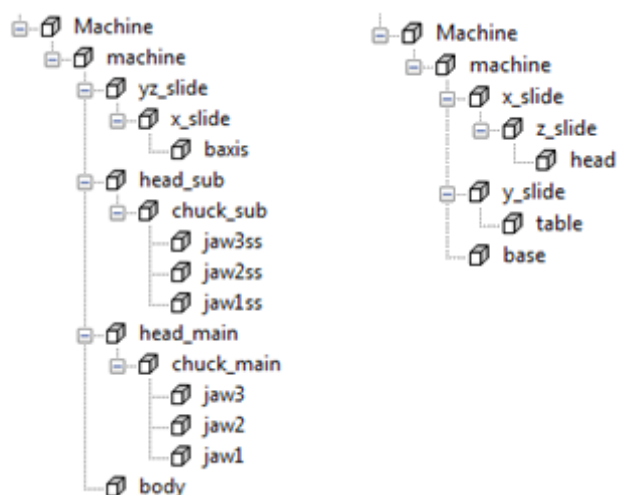 Machine
machine
yz_slide
x_slide
baxis
head_sub
chuck_sub
jaw3ss
jaw2ss
jaw1ss
head_main
chuck_main
jaw3
jaw2
jaw1
body
Machine
machine
x_slide
z_slide
head
y_slide
table
base